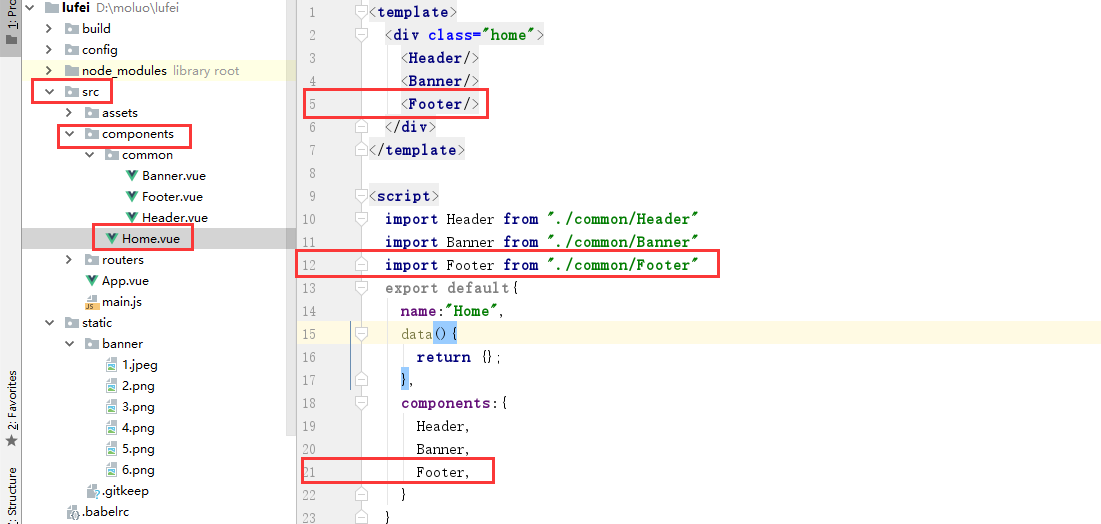 1: Pro
lufei D:\moluo\lufei
build
config
node_modules library root
src
assets
components
common
Banner.vue
Footer.vue
Header.vue
Home.vue
routers
App.vue
main.js
static
banner
1.jpeg
2.png
3.png
4.png
5.png
6.png
.gitkeep
.babelrc
2: Favorites
Structure
1 <template>
2 <div class="home">
3 <Header/>
4 <Banner/>
5 <Footer/>
6 </div>
7 </template>
8
9 <script>
10 import Header from "./common/Header"
11 import Banner from "./common/Banner"
12 import Footer from "./common/Footer"
13 export default{
14 name:"Home",
15 data(){
16 return {};
17 },
18 components:{
19 Header,
20 Banner,
21 Footer,
22 }
23 }